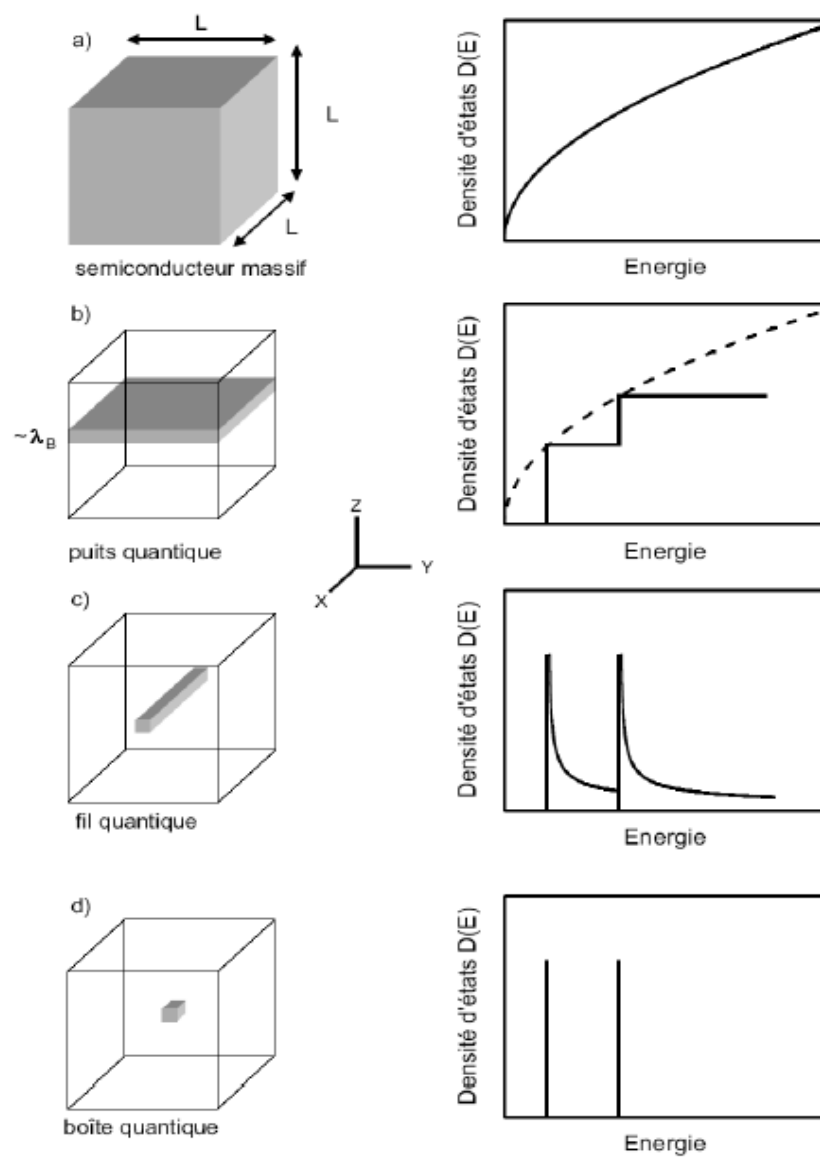 a)
L
L
L
semiconducteur massif
Densité d'états D(E)
Energie
b)
~λB
puits quantique
Densité d'états D(E)
Energie
Z
Y
X
c)
fil quantique
Densité d'états D(E)
Energie
d)
boîte quantique
Densité d'états D(E)
Energie